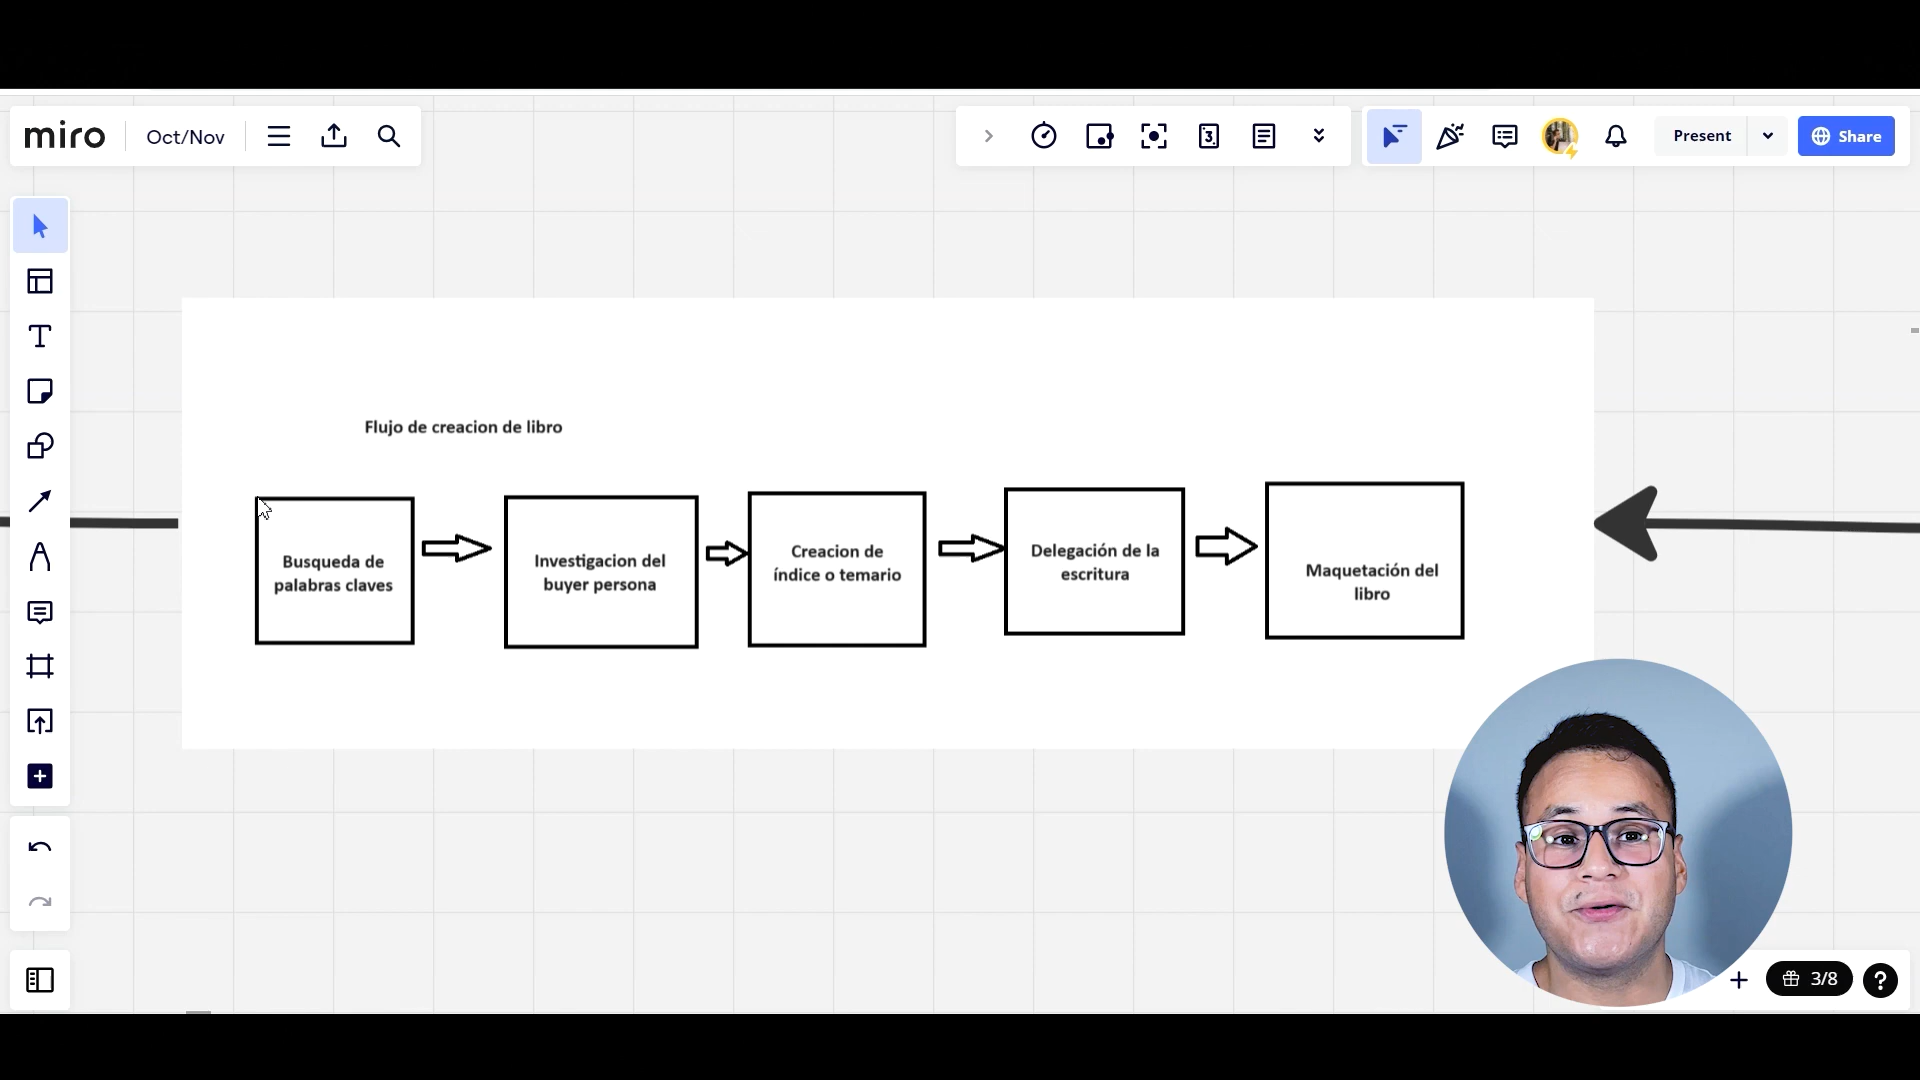 miro
Oct/Nov
3
Present
Share
Flujo de creacion de libro
Busqueda de
palabras claves
Investigacion del
buyer persona
Creacion de
índice o temario
Delegación de la
escritura
Maquetación del
libro
3/8
?